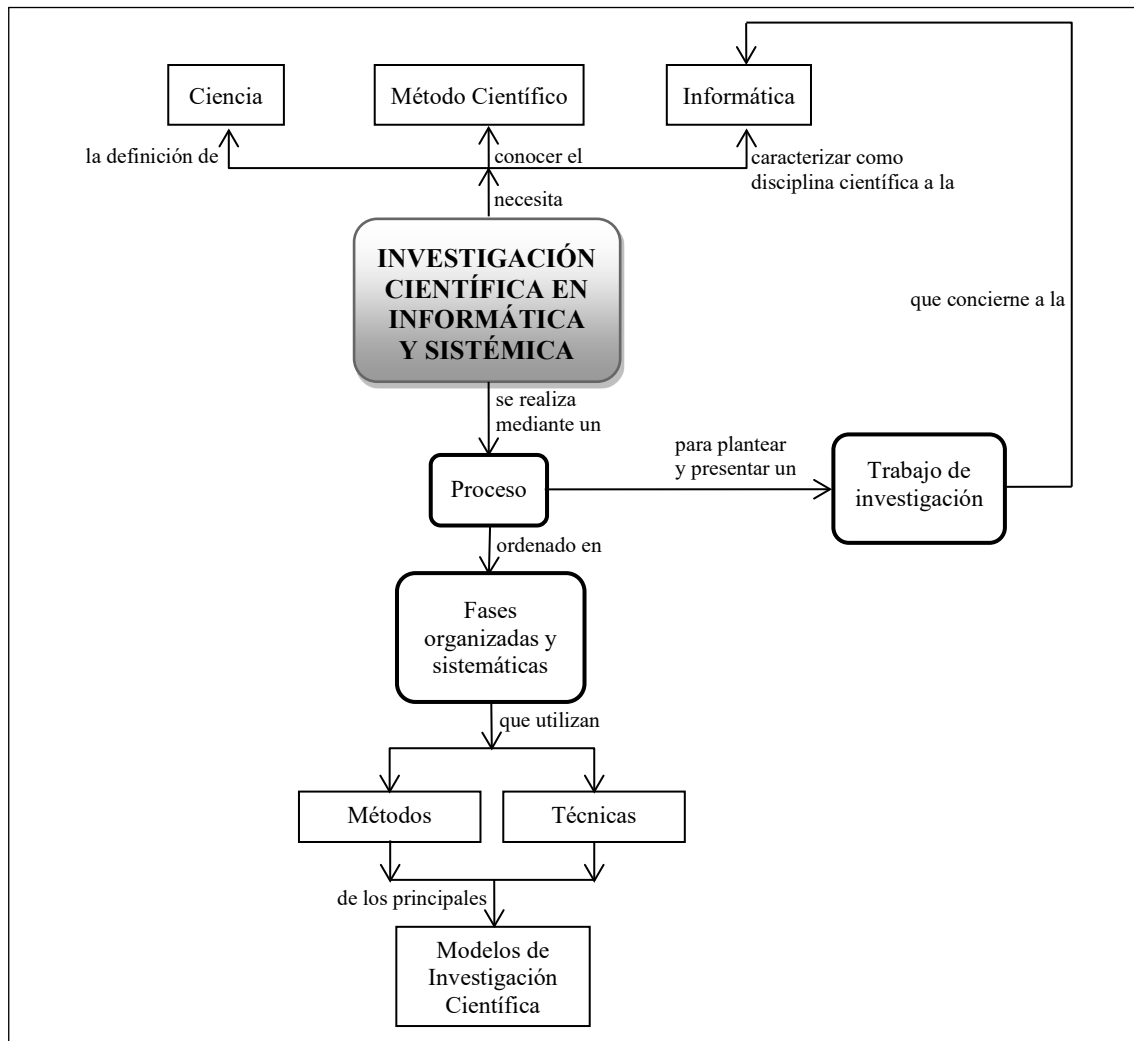 Ciencia
Método Científico
Informática
la definición de
conocer el
caracterizar como
disciplina científica a la
necesita
INVESTIGACIÓN
CIENTÍFICA EN
INFORMÁTICA
Y SISTÉMICA
que concierne a la
se realiza
mediante un
para plantear
y presentar un
Proceso
Trabajo de
investigación
ordenado en
Fases
organizadas y
sistemáticas
que utilizan
Métodos
Técnicas
de los principales
Modelos de
Investigación
Científica